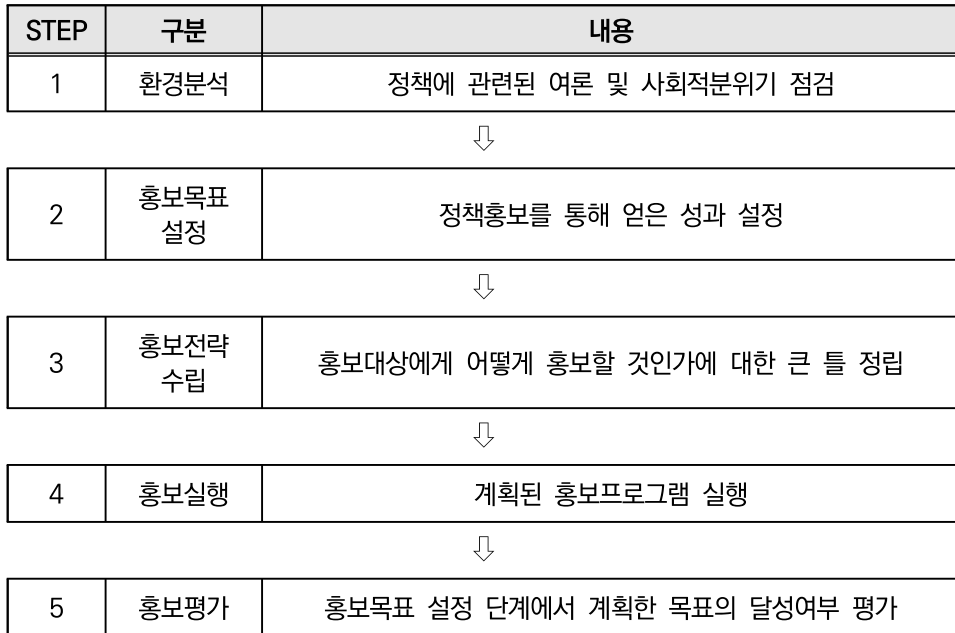 STEP 구분 내용
1 환경분석 정책에 관련된 여론 및 사회적분위기 점검
⇩
2 홍보목표 설정 정책홍보를 통해 얻은 성과 설정
⇩
3 홍보전략 수립 홍보대상에게 어떻게 홍보할 것인가에 대한 큰 틀 정립
⇩
4 홍보실행 계획된 홍보프로그램 실행
⇩
5 홍보평가 홍보목표 설정 단계에서 계획한 목표의 달성여부 평가